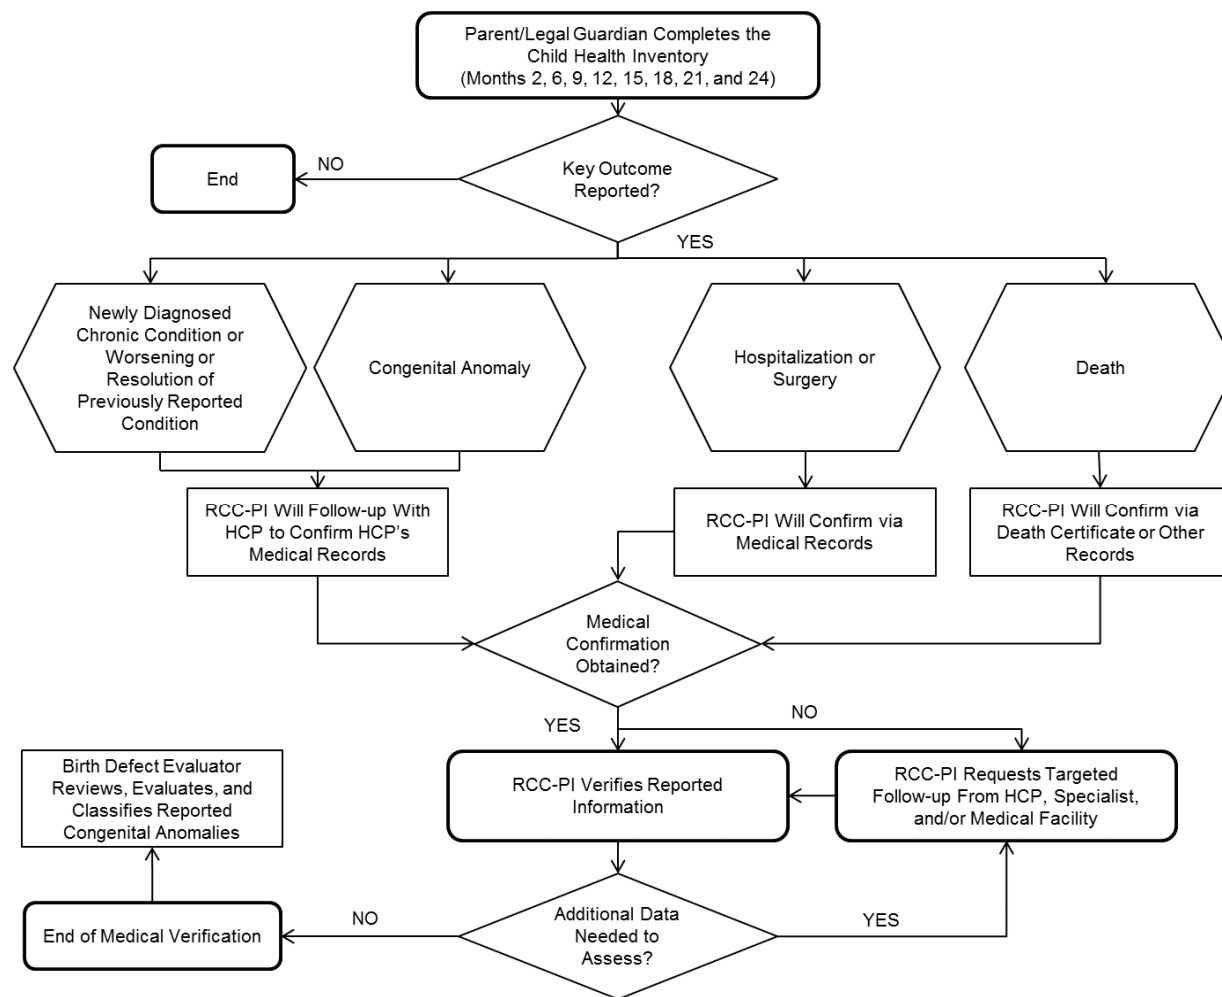 Parent/Legal Guardian Completes the
Child Health Inventory
(Months 2, 6, 9, 12, 15, 18, 21, and 24)
NO
End
Key Outcome
Reported?
YES
Newly Diagnosed
Chronic Condition or
Worsening or
Resolution of
Previously Reported
Condition
Congenital Anomaly
Hospitalization or
Surgery
Death
RCC-PI Will Follow-up With
HCP to Confirm HCP’s
Medical Records
RCC-PI Will Confirm via
Medical Records
RCC-PI Will Confirm via
Death Certificate or Other
Records
Medical
Confirmation
Obtained?
YES
NO
Birth Defect Evaluator
Reviews, Evaluates, and
Classifies Reported
Congenital Anomalies
RCC-PI Verifies Reported
Information
RCC-PI Requests Targeted
Follow-up From HCP, Specialist,
and/or Medical Facility
End of Medical Verification
NO
Additional Data
Needed to
Assess?
YES